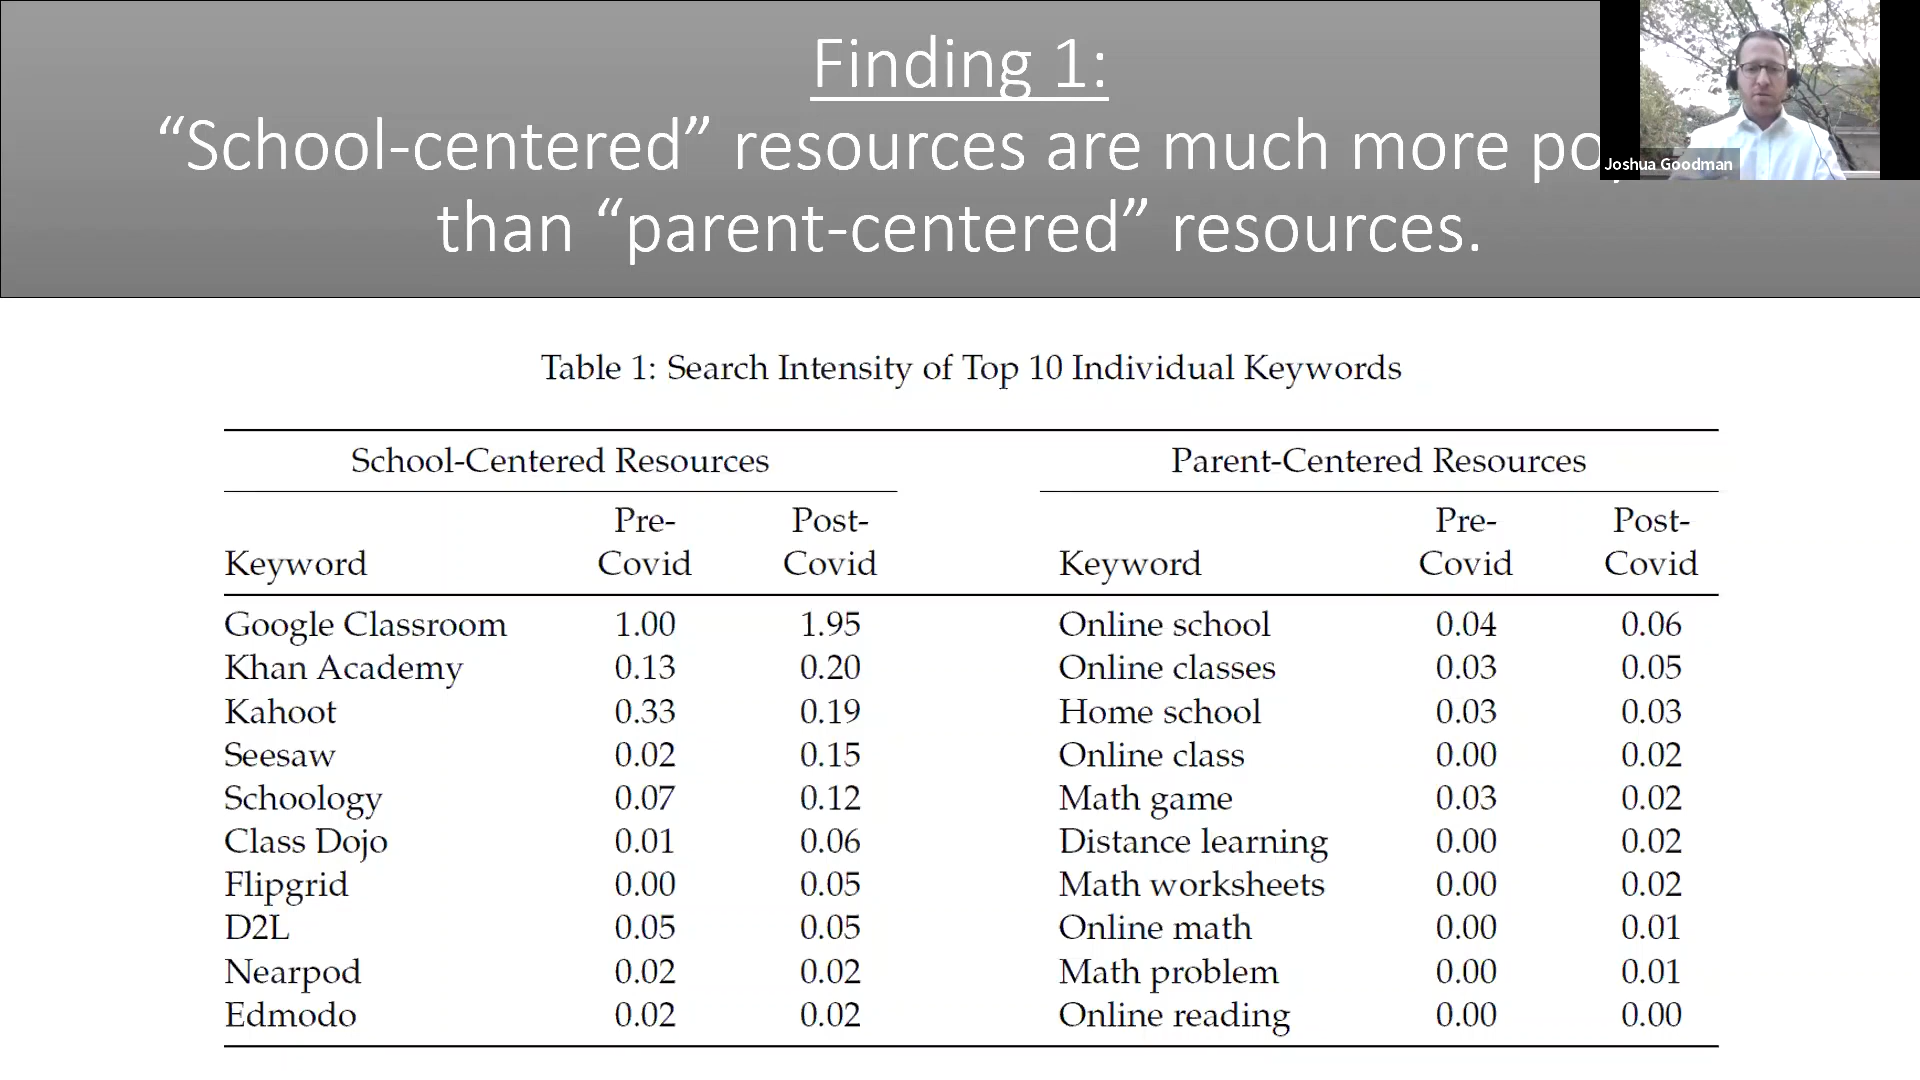 Finding 1:
“School-centered” resources are much more
than “parent-centered” resources.
Joshua Goodman
Table 1: Search Intensity of Top 10 Individual Keywords
School-Centered Resources Parent-Centered Resources
Pre- Post- Pre- Post-
Keyword Covid Covid Keyword Covid Covid
Google Classroom 1.00 1.95 Online school 0.04 0.06
Khan Academy 0.13 0.20 Online classes 0.03 0.05
Kahoot 0.33 0.19 Home school 0.03 0.03
Seesaw 0.02 0.15 Online class 0.00 0.02
Schoology 0.07 0.12 Math game 0.03 0.02
Class Dojo 0.01 0.06 Distance learning 0.00 0.02
Flipgrid 0.00 0.05 Math worksheets 0.00 0.02
D2L 0.05 0.05 Online math 0.00 0.01
Nearpod 0.02 0.02 Math problem 0.00 0.01
Edmodo 0.02 0.02 Online reading 0.00 0.00